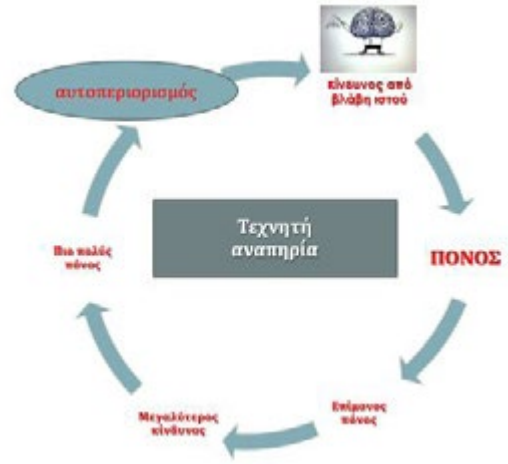 αυτοπεριορισμός
κίνδυνος από
βλάβη ιστού
Τεχνητή
αναπηρία
ΠΟΝΟΣ
Πιο πολύς
πόνος
Επίμονος
πόνος
Μεγαλύτερος
κίνδυνος